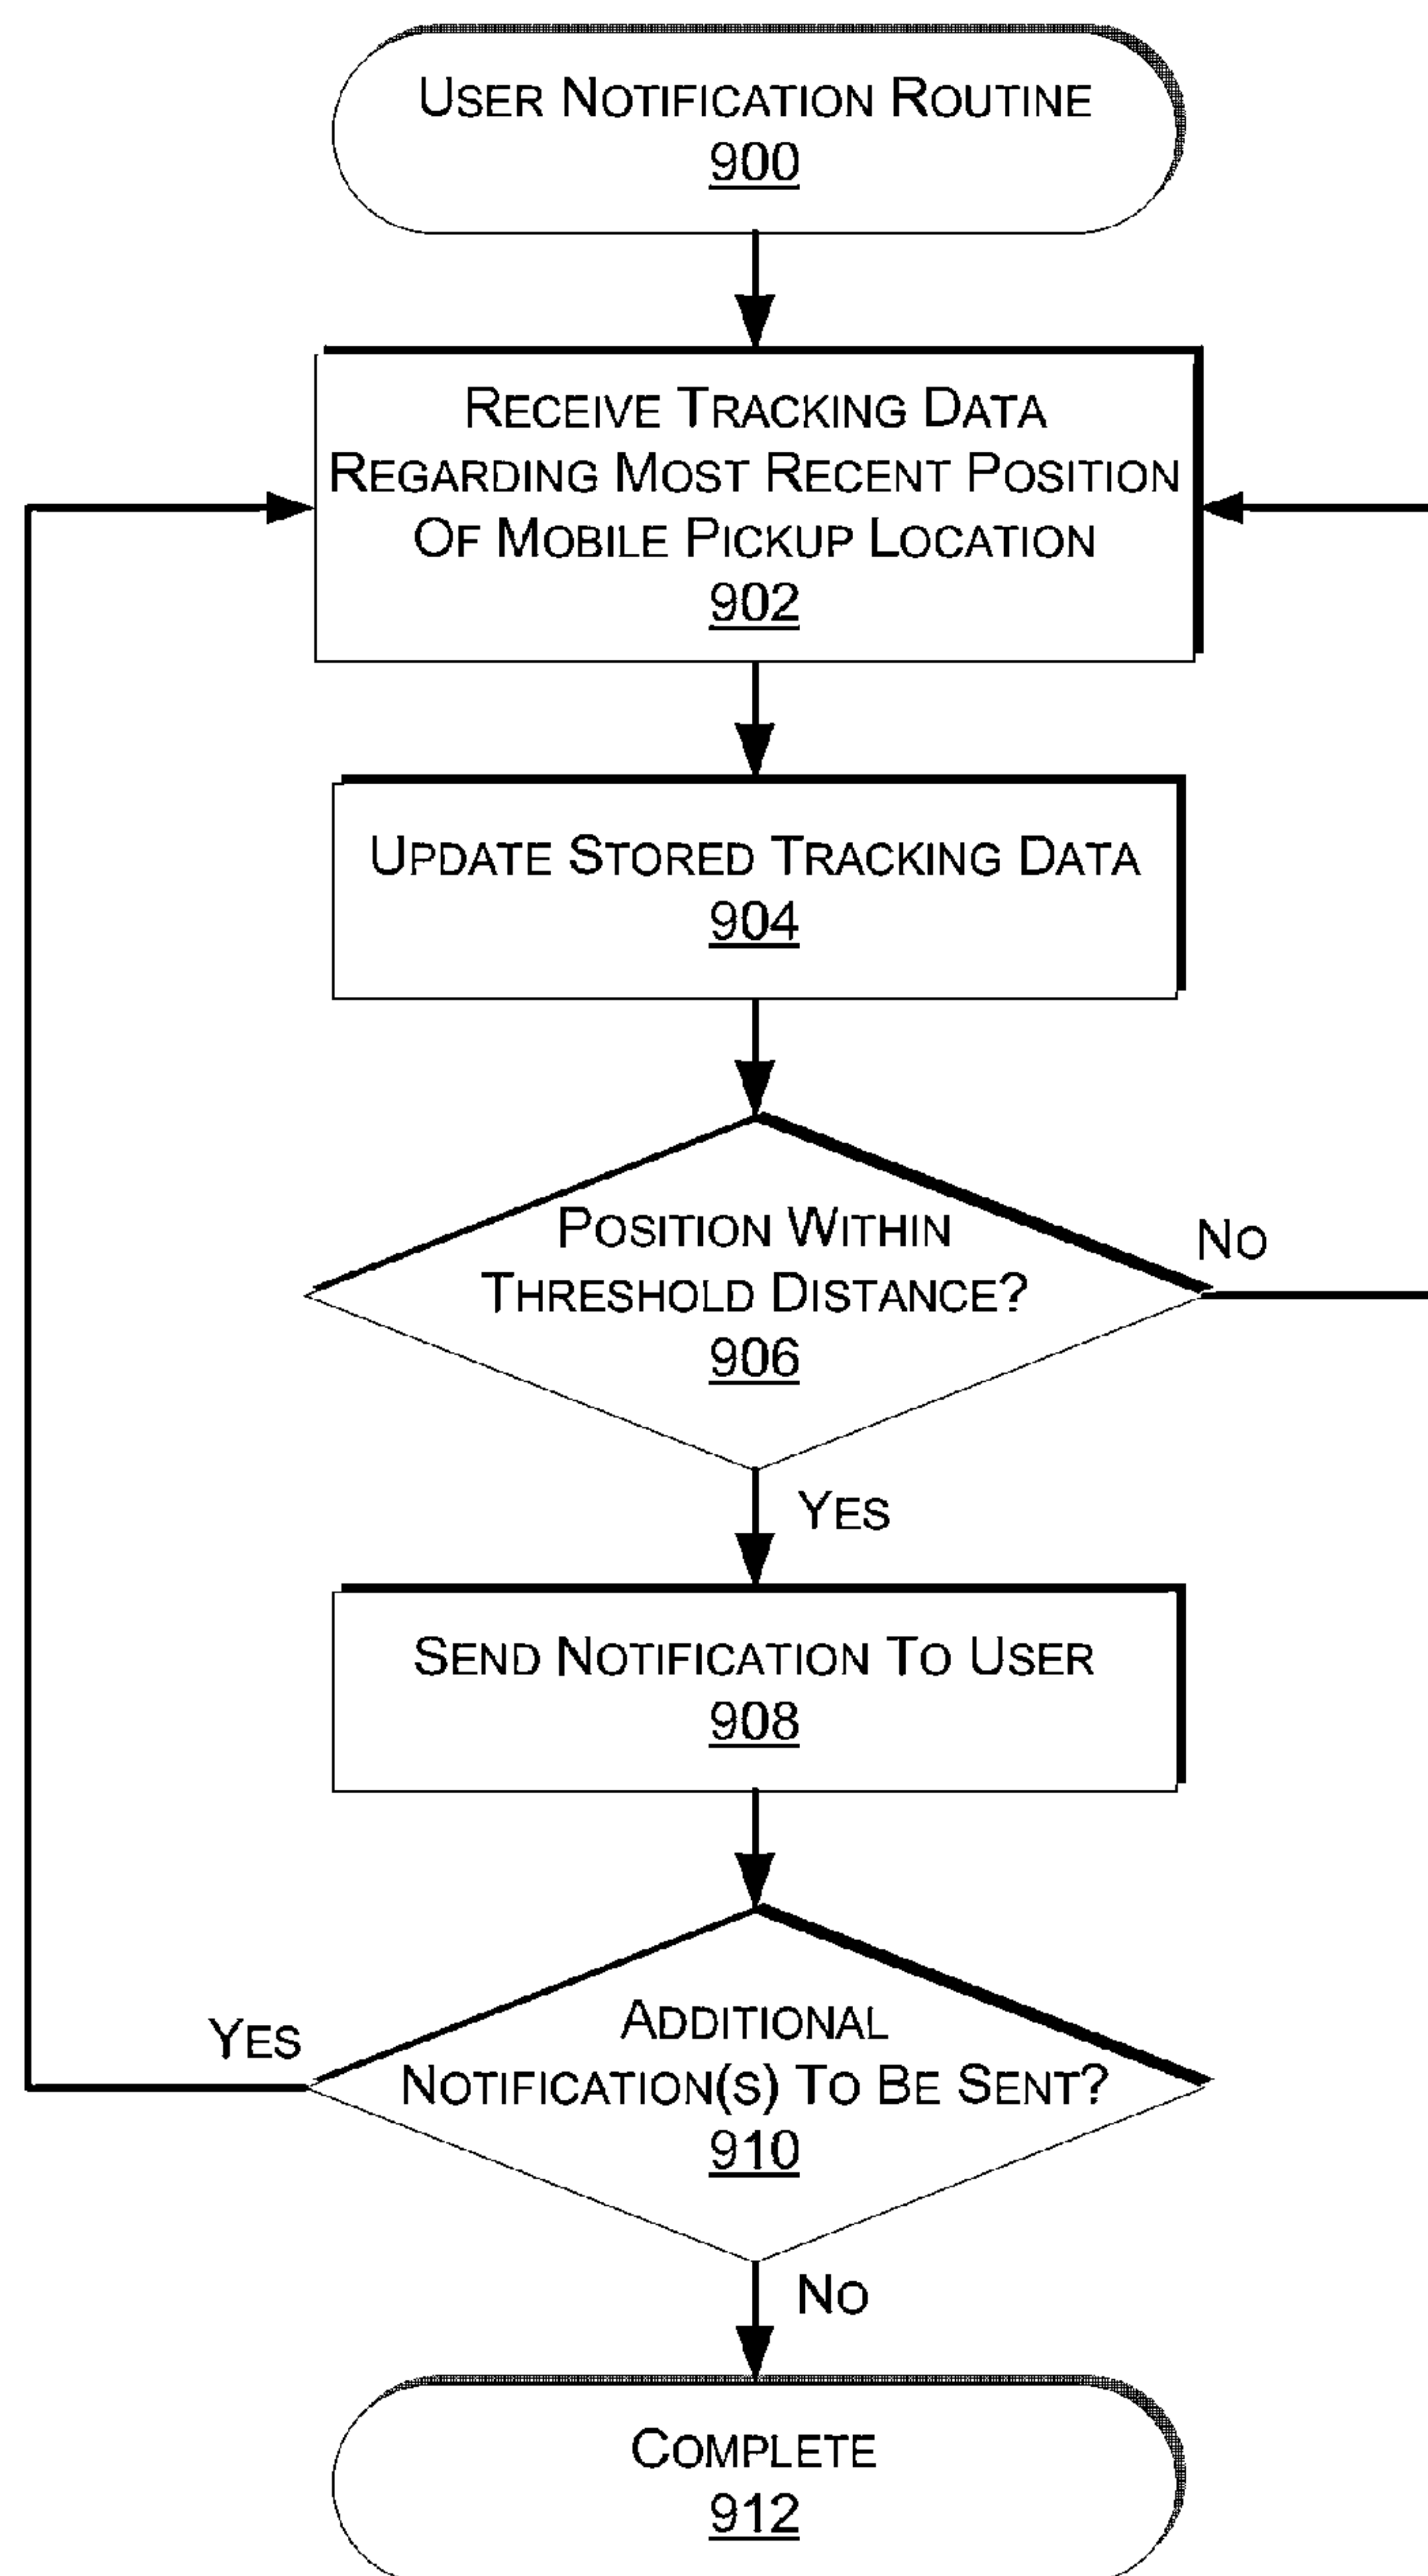 USER NOTIFICATION ROUTINE
900
RECEIVE TRACKING DATA
REGARDING MOST RECENT POSITION
OF MOBILE PICKUP LOCATION
902
UPDATE STORED TRACKING DATA
904
POSITION WITHIN
THRESHOLD DISTANCE?
906
NO
YES
SEND NOTIFICATION TO USER
908
ADDITIONAL
NOTIFICATION(S) TO BE SENT?
910
YES
NO
COMPLETE
912